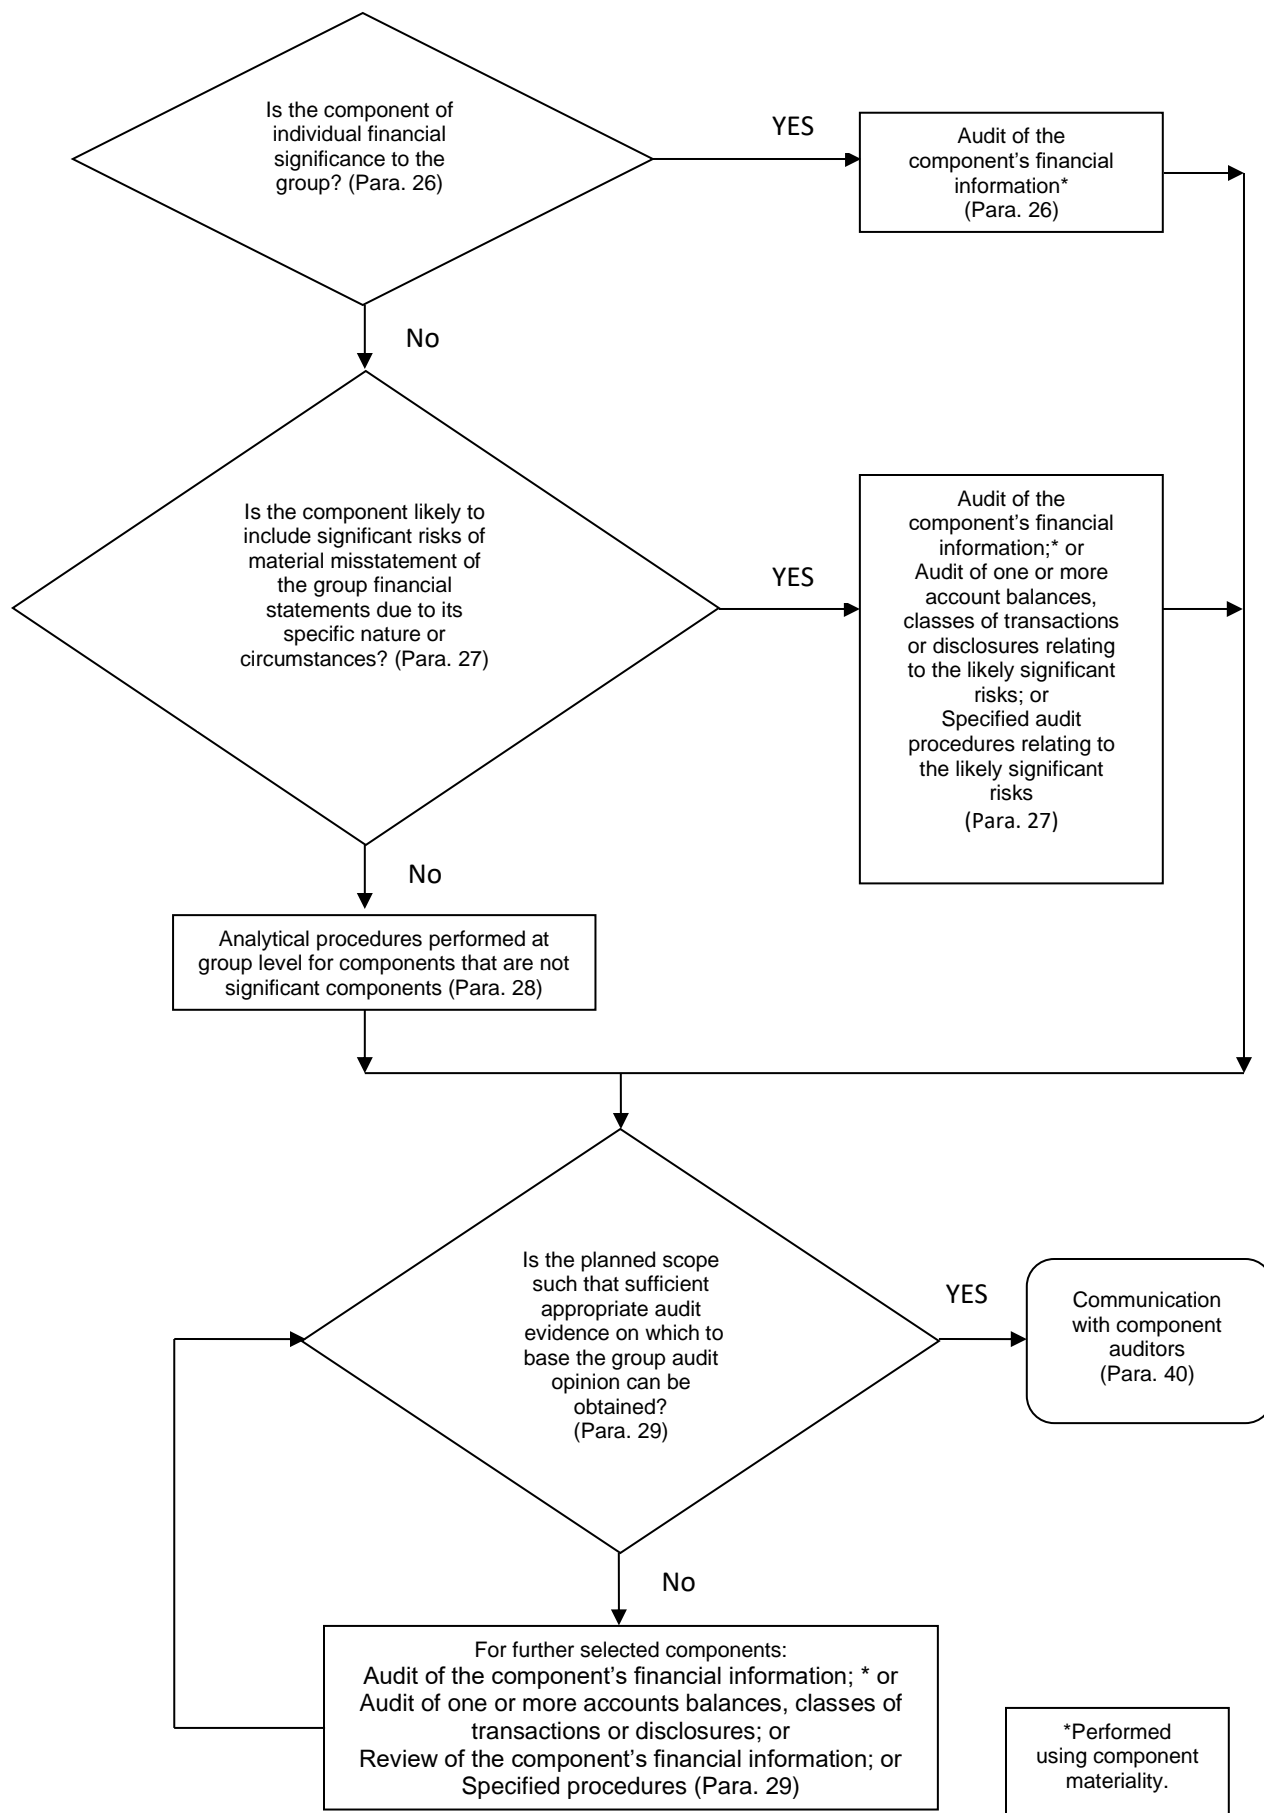 Is the component of
individual financial
significance to the
group? (Para. 26)
YES
Audit of the
component’s financial
information*
(Para. 26)
No
Is the component likely to
include significant risks of
material misstatement of
the group financial
statements due to its
specific nature or
circumstances? (Para. 27)
YES
Audit of the
component’s financial
information;* or
Audit of one or more
account balances,
classes of transactions
or disclosures relating
to the likely significant
risks; or
Specified audit
procedures relating to
the likely significant
risks
(Para. 27)
No
Analytical procedures performed at
group level for components that are not
significant components (Para. 28)
Is the planned scope
such that sufficient
appropriate audit
evidence on which to
base the group audit
opinion can be
obtained?
(Para. 29)
YES
Communication
with component
auditors
(Para. 40)
No
For further selected components:
Audit of the component’s financial information; * or
Audit of one or more accounts balances, classes of
transactions or disclosures; or
Review of the component’s financial information; or
Specified procedures (Para. 29)
*Performed
using component
materiality.